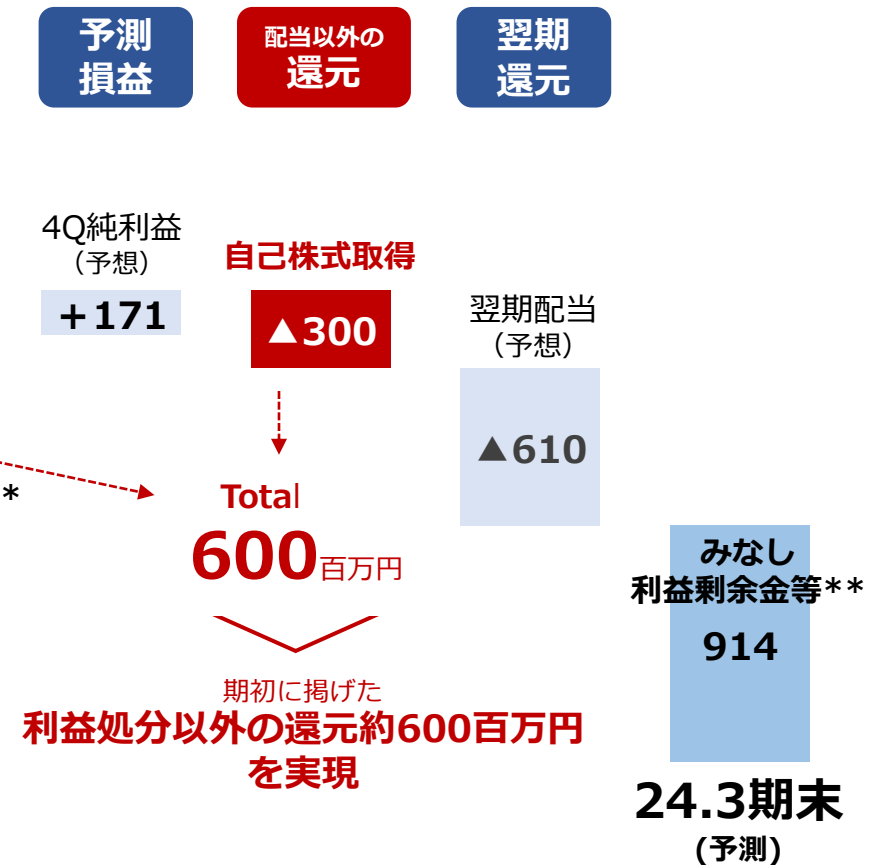 予測
損益
配当以外の
還元
翌期
還元
4Q純利益
（予想）
＋171
自己株式取得
▲300
翌期配当
（予想）
▲610
*
Total
600百万円
期初に掲げた
利益処分以外の還元約600百万円
を実現
みなし
利益剰余金等**
914
24.3期末
(予測)